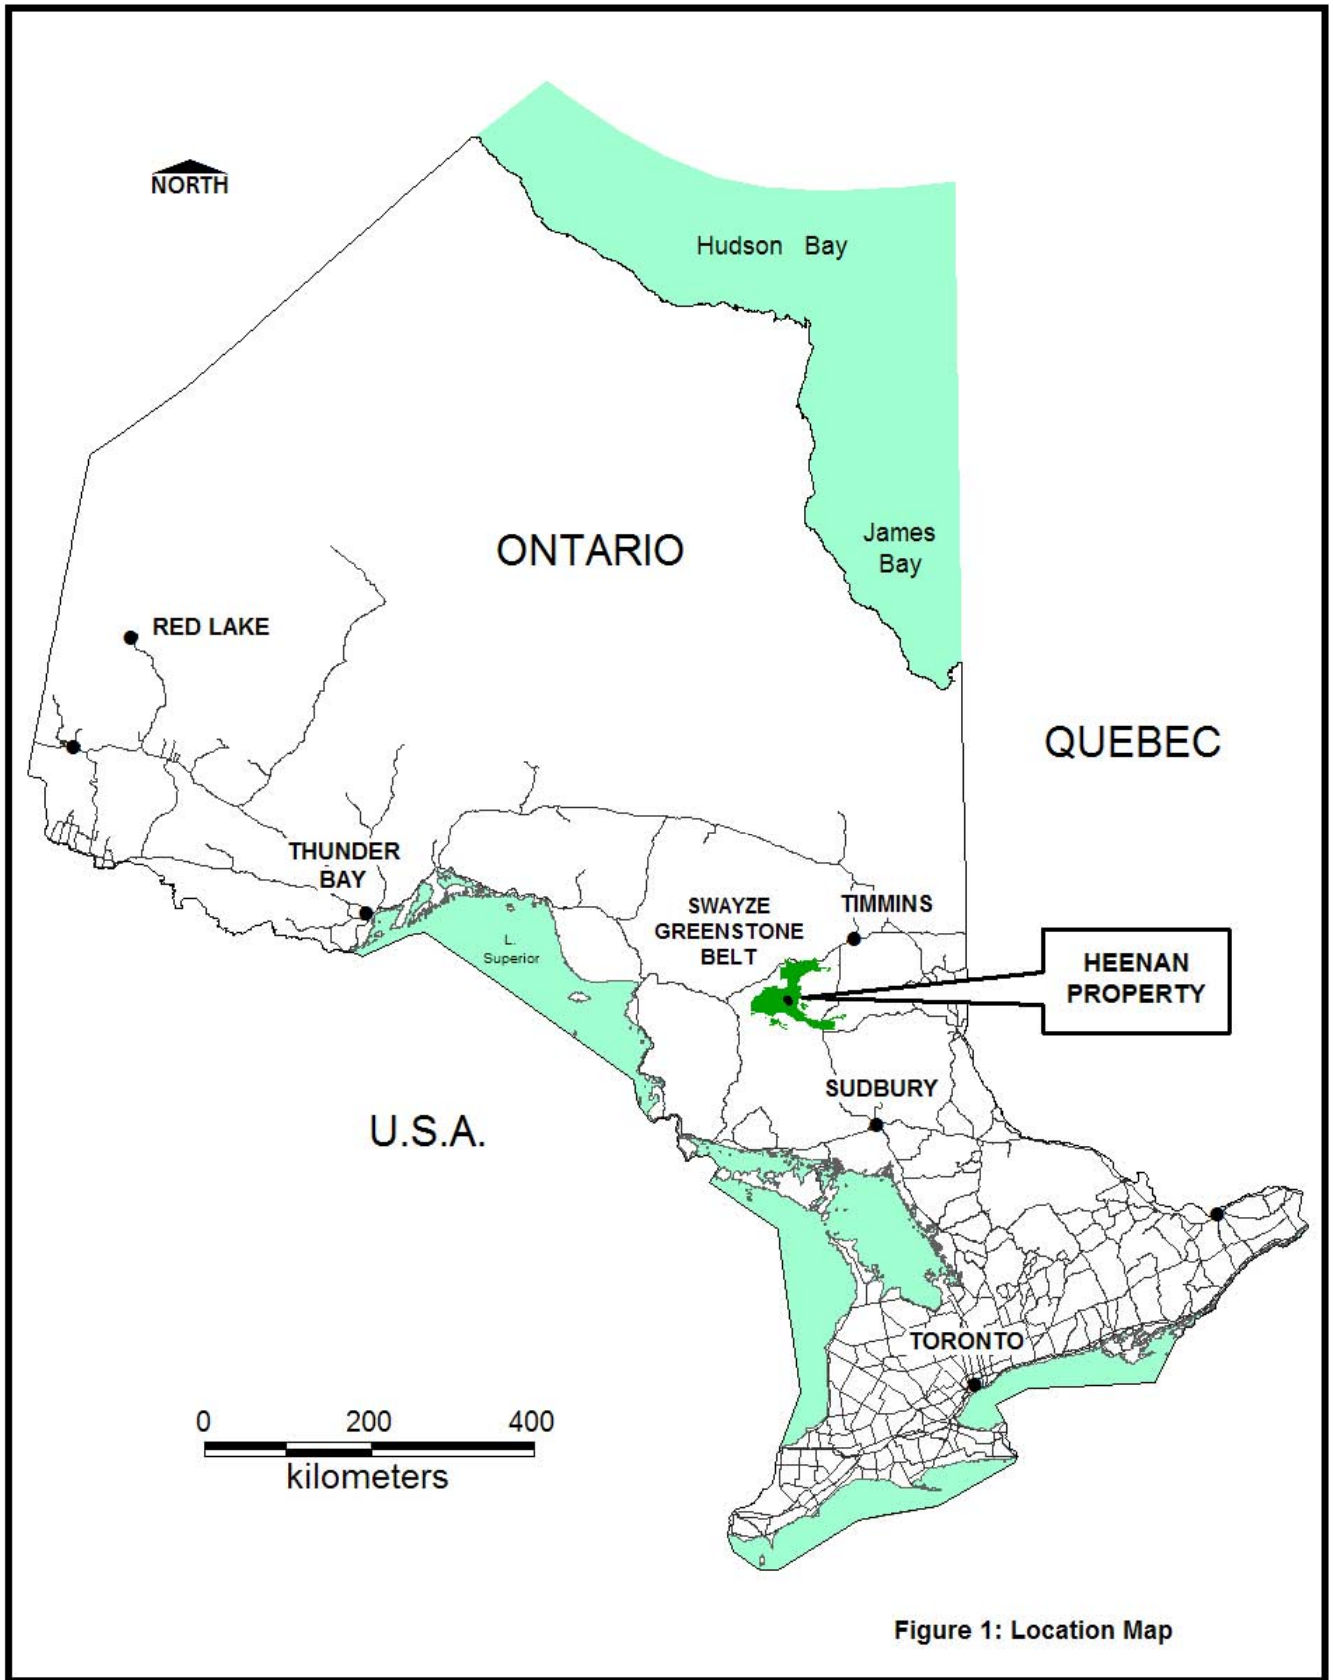 NORTH
Hudson Bay
James
Bay
ONTARIO
RED LAKE
QUEBEC
THUNDER
BAY
SWAYZE
GREENSTONE
BELT
TIMMINS
L.
Superior
HEENAN
PROPERTY
SUDBURY
U.S.A.
TORONTO
0 200 400
kilometers
Figure 1: Location Map